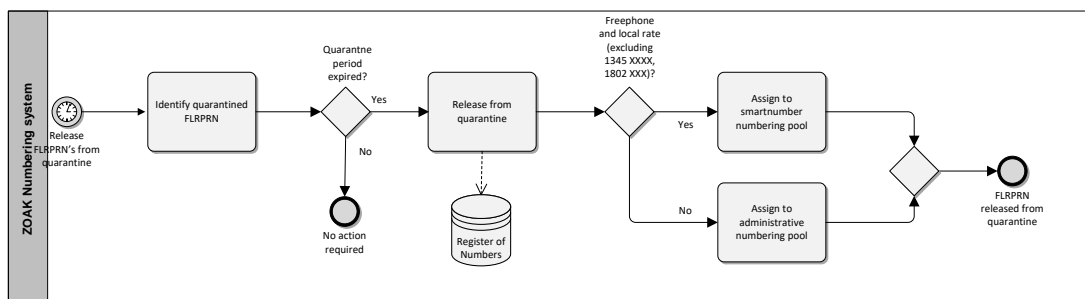 ZOAK Numbering system
Release
FLRPRN's from
quarantine
Identify quarantined
FLRPRN
Quarantne
period
expired?
Yes
No
No action
required
Release from
quarantine
Register of
Numbers
Freephone
and local rate
(excluding
1345 XXXX,
1802 XXX)?
Yes
No
Assign to
smartnumber
numbering pool
Assign to
administrative
numbering pool
FLRPRN
released from
quarantine